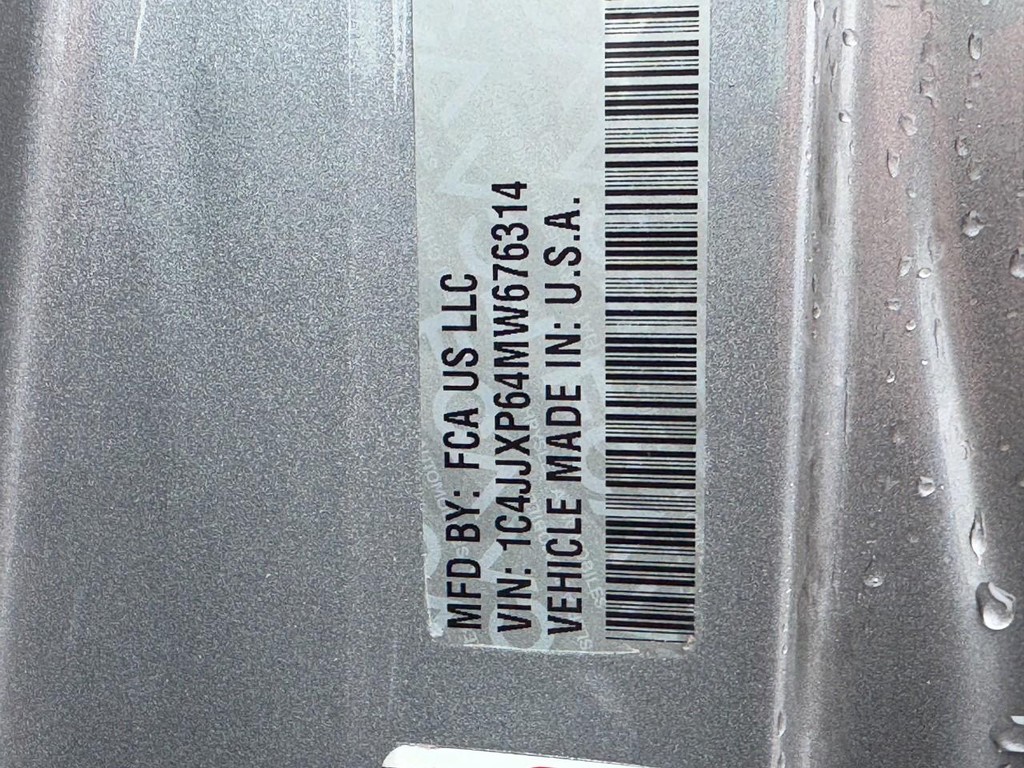 MFD BY: FCA US LLC
VIN: 1C4JJXP64MW676314
VEHICLE MADE IN: U.S.A.